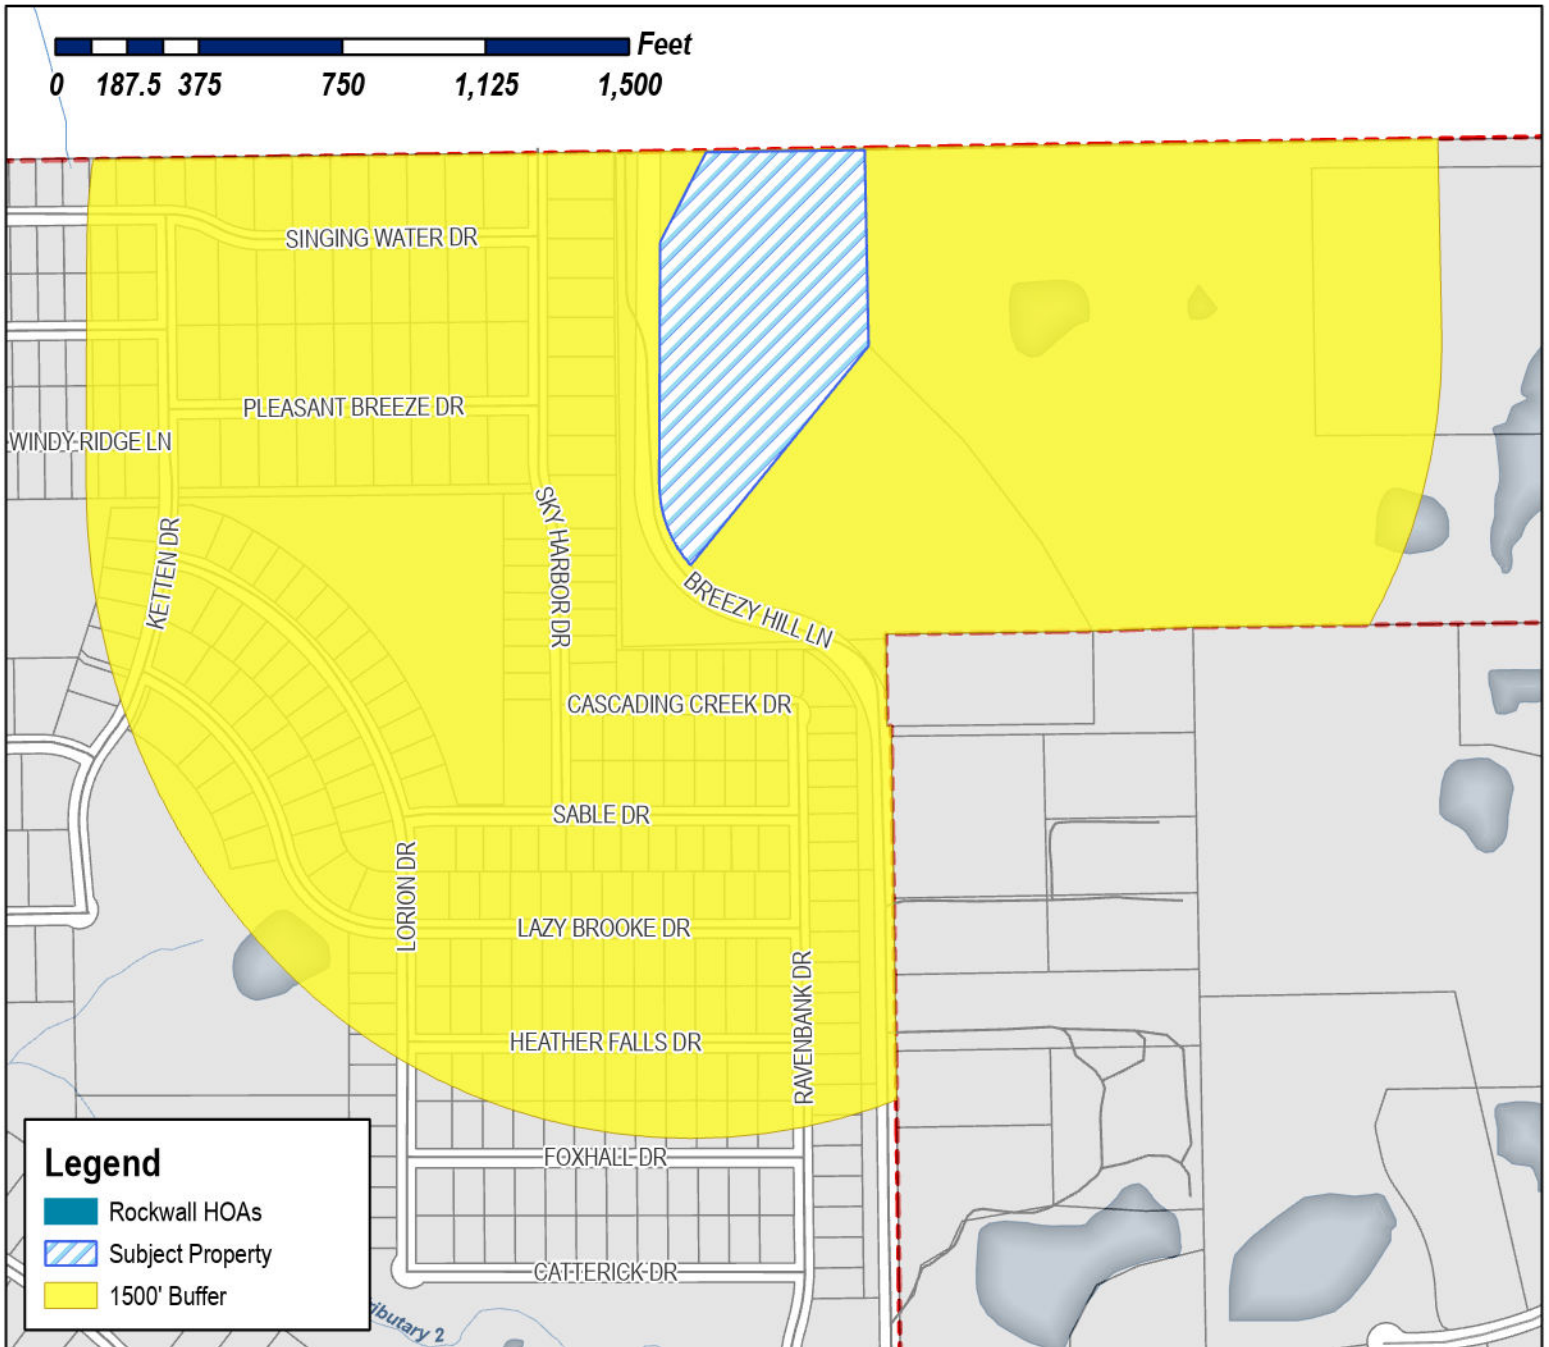 Feet
0 187.5 375 750 1,125 1,500
SINGING WATER DR
PLEASANT BREEZE DR
WINDY RIDGE LN
SKY HARBOR DR
KETTEN DR
BREEZY HILL LN
CASCADING CREEK DR
SABLE DR
LORION DR
LAZY BROOKE DR
RAVENBANK DR
HEATHER FALLS DR
FOXHALL DR
CATTERICK DR
ributary 2
Legend
Rockwall HOAs
Subject Property
1500' Buffer